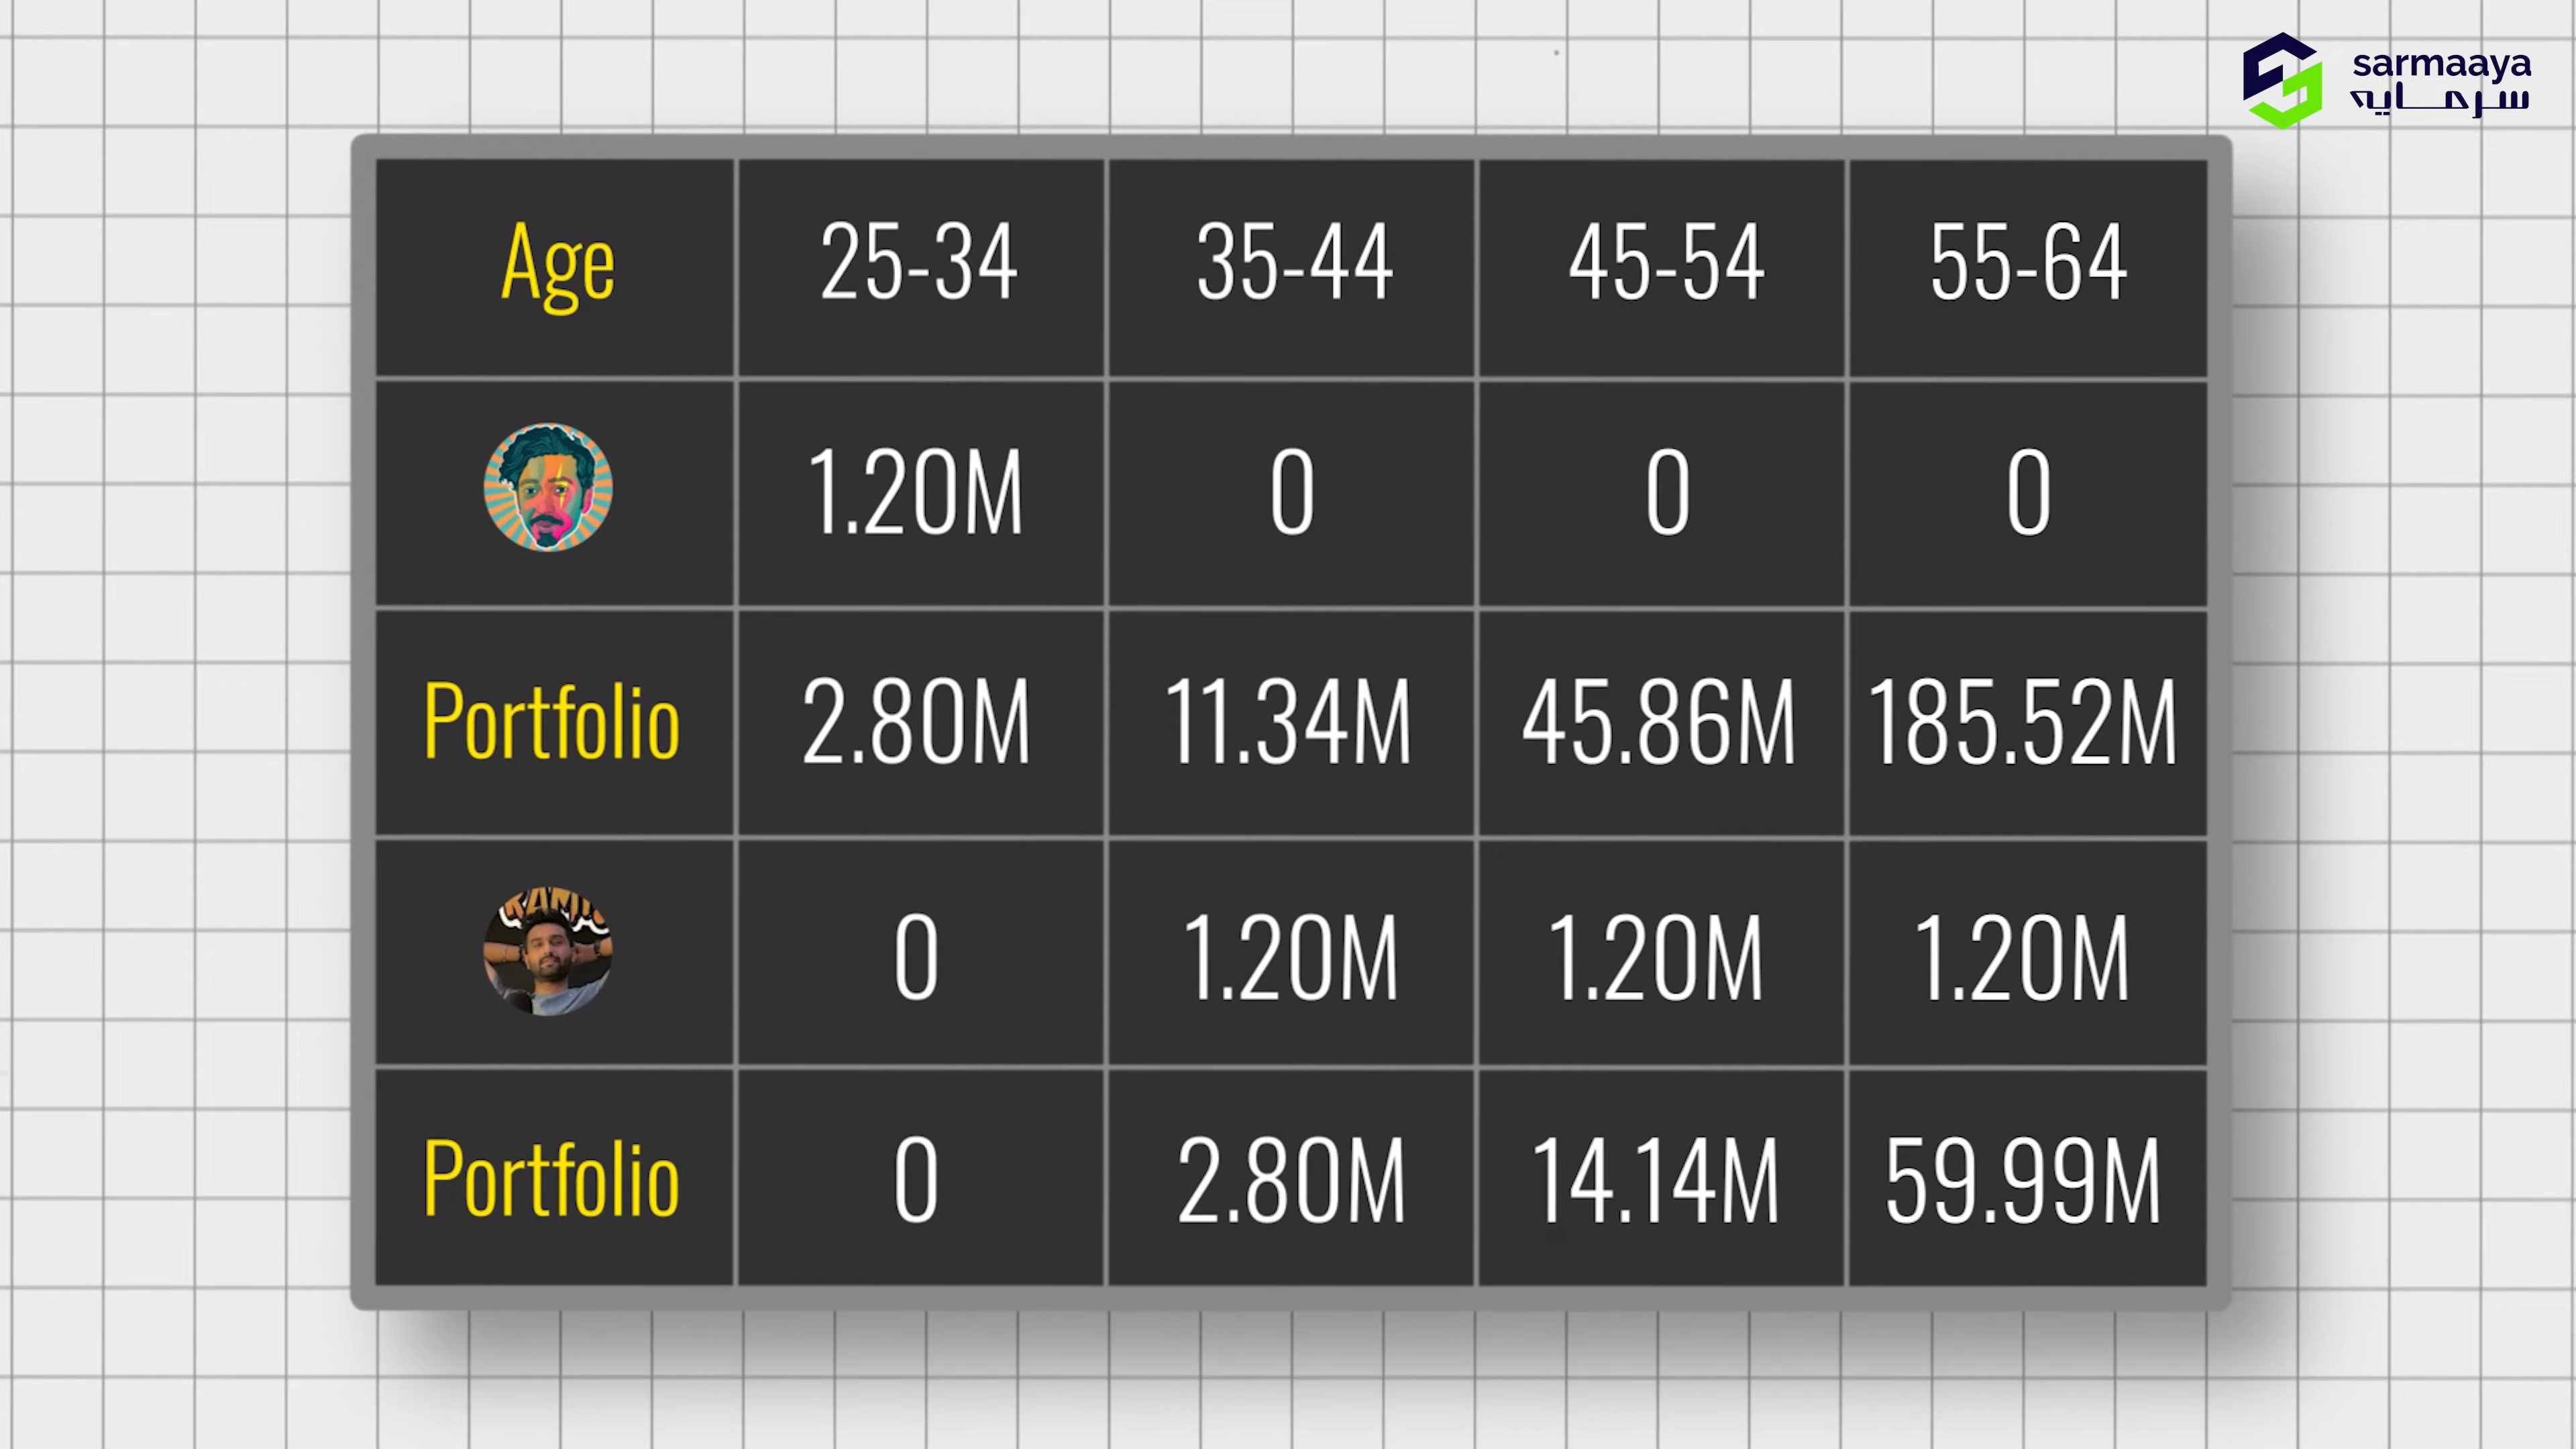 sarmaaya
سرمایہ
Age 25-34 35-44 45-54 55-64
1.20M 0 0 0
Portfolio 2.80M 11.34M 45.86M 185.52M
0 1.20M 1.20M 1.20M
Portfolio 0 2.80M 14.14M 59.99M